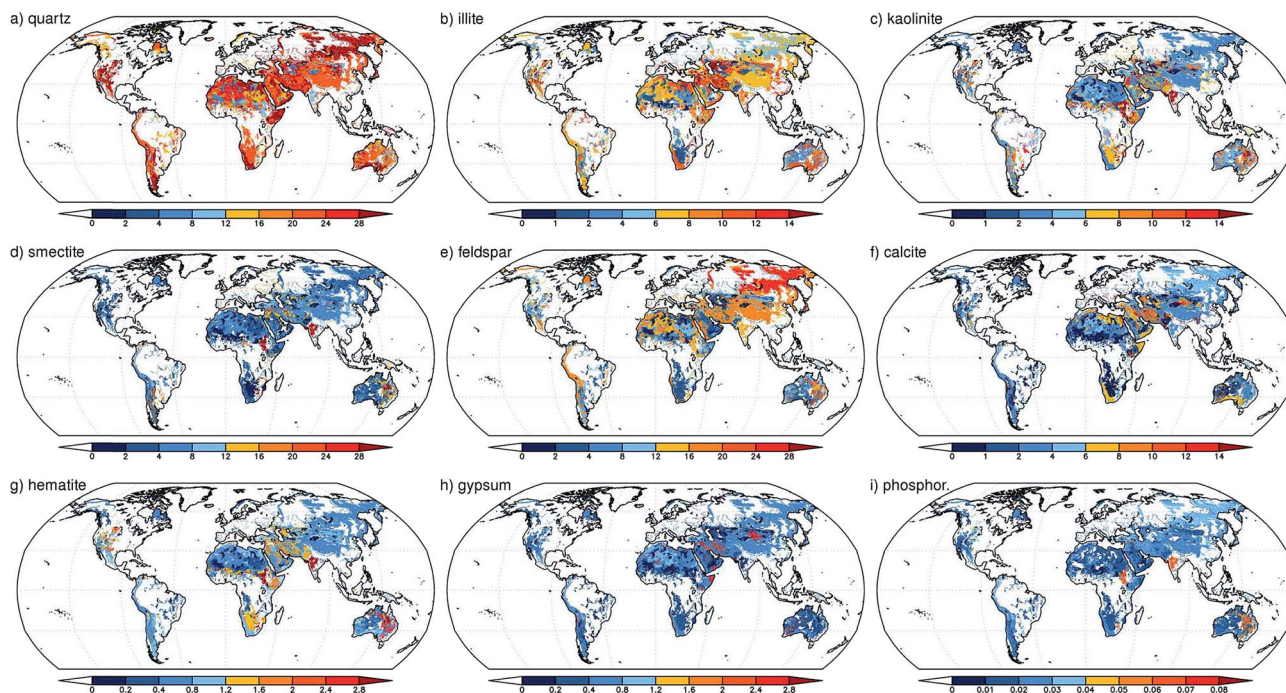 a) quartz
b) illite
c) kaolinite
0 2 4 8 12 16 20 24 28
0 1 2 4 6 8 10 12 14
0 1 2 4 6 8 10 12 14
d) smectite
e) feldspar
f) calcite
0 2 4 8 12 16 20 24 28
0 2 4 8 12 16 20 24 28
0 1 2 4 6 8 10 12 14
g) hematite
h) gypsum
i) phosphor.
0 0.2 0.4 0.8 1.2 1.6 2 2.4 2.8
0 0.2 0.4 0.8 1.2 1.6 2 2.4 2.8
0 0.01 0.02 0.03 0.04 0.05 0.06 0.07 0.08